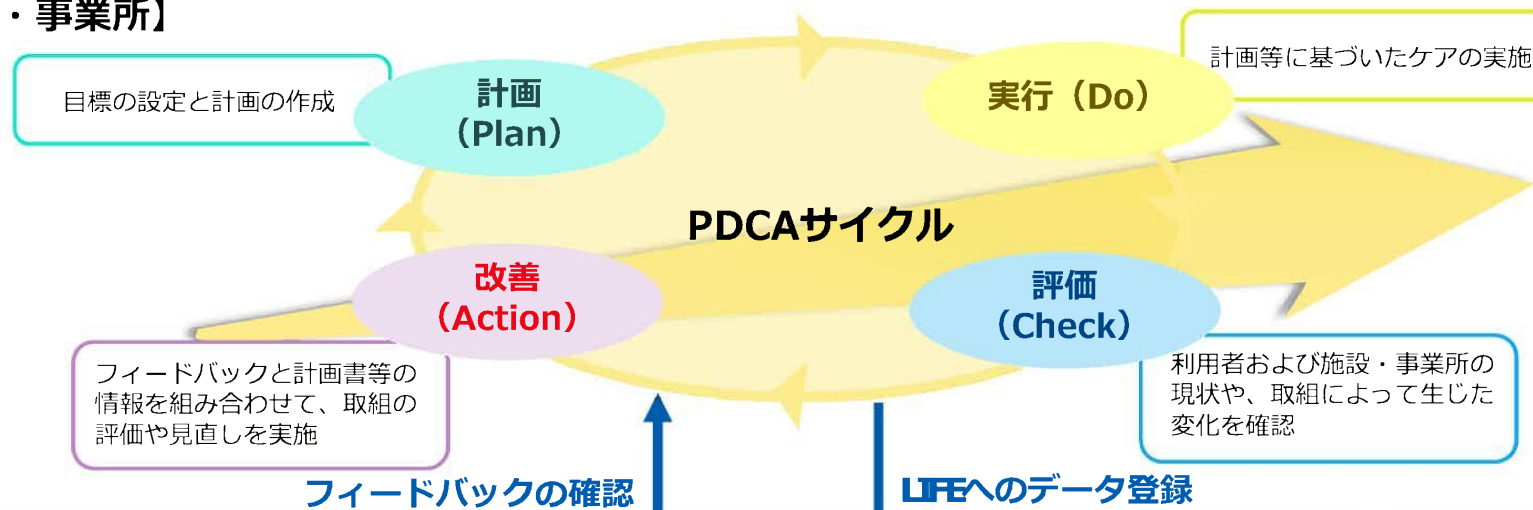 ・事業所】
目標の設定と計画の作成
計画
（Plan）
実行（Do）
計画等に基づいたケアの実施
PDCAサイクル
改善
（Action）
評価
（Check）
フィードバックと計画書等の
情報を組み合わせて、取組の
評価や見直しを実施
利用者および施設・事業所の
現状や、取組によって生じた
変化を確認
フィードバックの確認
LIFEへのデータ登録